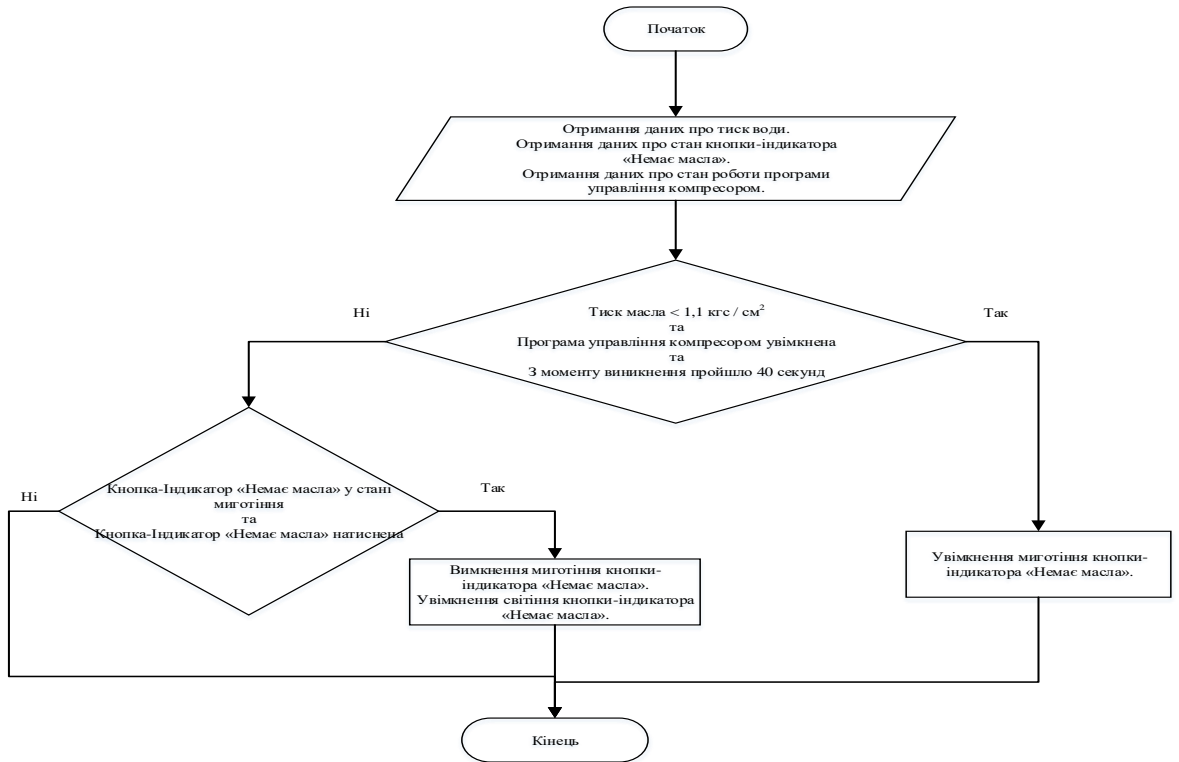 Початок
Отримання даних про тиск води.
Отримання даних про стан кнопки-індикатора
«Немає масла».
Отримання даних про стан роботи програми
управління компресором.
Ні
Так
Тиск масла < 1,1 кгс / см²
та
Програма управління компресором увімкнена
та
З моменту виникнення пройшло 40 секунд
Ні
Так
Кнопка-Індикатор «Немає масла» у стані
миготіння
та
Кнопка-Індикатор «Немає масла» натиснена
Вимкнення миготіння кнопки-
індикатора «Немає масла».
Увімкнення світіння кнопки-індикатора
«Немає масла».
Увімкнення миготіння кнопки-
індикатора «Немає масла».
Кінець